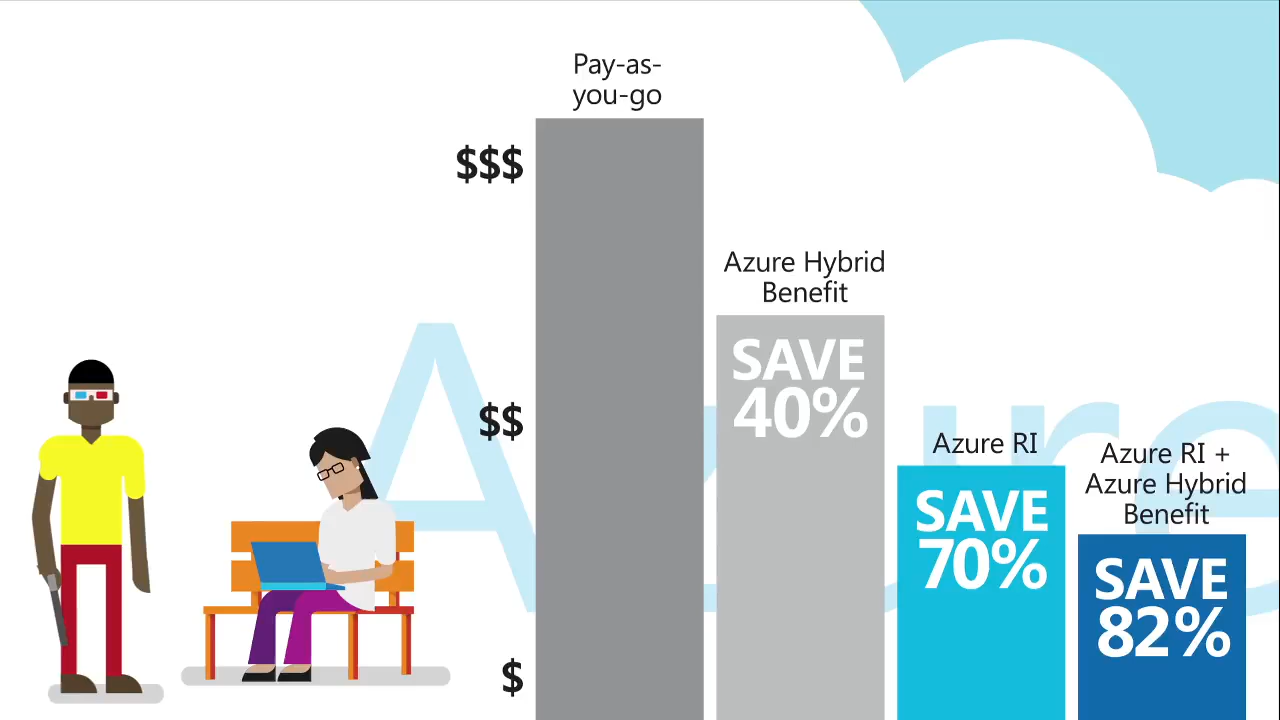 Pay-as-
you-go
$$$
Azure Hybrid
Benefit
SAVE
40%
$$
Azure RI
SAVE
70%
Azure RI +
Azure Hybrid
Benefit
SAVE
82%
$
Azure